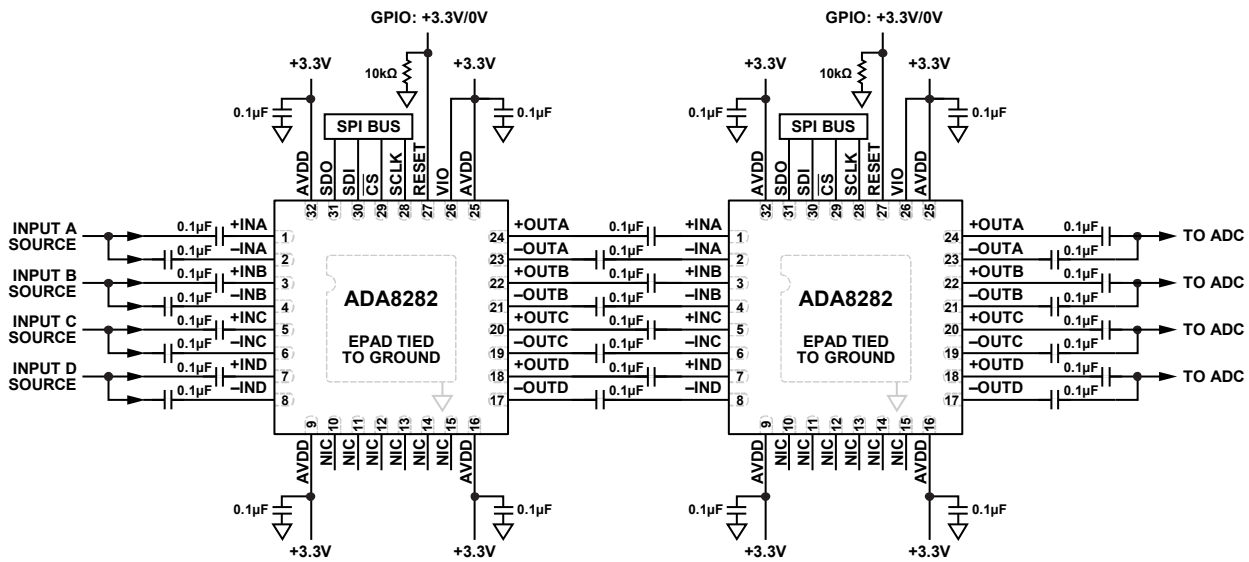 GPIO: +3.3V/0V
GPIO: +3.3V/0V
+3.3V
10kΩ
+3.3V
+3.3V
10kΩ
+3.3V
0.1µF
0.1µF
0.1µF
0.1µF
SPI BUS
SPI BUS
AVDD
SDO
SDI
CS
SCLK
RESET
VIO
AVDD
AVDD
SDO
SDI
CS
SCLK
RESET
VIO
AVDD
32
31
30
29
28
27
26
25
32
31
30
29
28
27
26
25
INPUT A
SOURCE
0.1µF
+INA
1
0.1µF
–INA
2
INPUT B
SOURCE
0.1µF
+INB
3
0.1µF
–INB
4
INPUT C
SOURCE
0.1µF
+INC
5
0.1µF
–INC
6
INPUT D
SOURCE
0.1µF
+IND
7
0.1µF
–IND
8
ADA8282
EPAD TIED
TO GROUND
24
+OUTA
0.1µF
+INA
1
23
–OUTA
0.1µF
–INA
2
22
+OUTB
0.1µF
+INB
3
21
–OUTB
0.1µF
–INB
4
20
+OUTC
0.1µF
+INC
5
19
–OUTC
0.1µF
–INC
6
18
+OUTD
0.1µF
+IND
7
17
–OUTD
0.1µF
–IND
8
ADA8282
EPAD TIED
TO GROUND
24
+OUTA
0.1µF
TO ADC
23
–OUTA
0.1µF
22
+OUTB
0.1µF
TO ADC
21
–OUTB
0.1µF
20
+OUTC
0.1µF
TO ADC
19
–OUTC
0.1µF
18
+OUTD
0.1µF
TO ADC
17
–OUTD
0.1µF
9
10
11
12
13
14
15
16
9
10
11
12
13
14
15
16
AVDD
NIC
NIC
NIC
NIC
NIC
NIC
AVDD
AVDD
NIC
NIC
NIC
NIC
NIC
NIC
AVDD
0.1µF
0.1µF
0.1µF
0.1µF
+3.3V
+3.3V
+3.3V
+3.3V